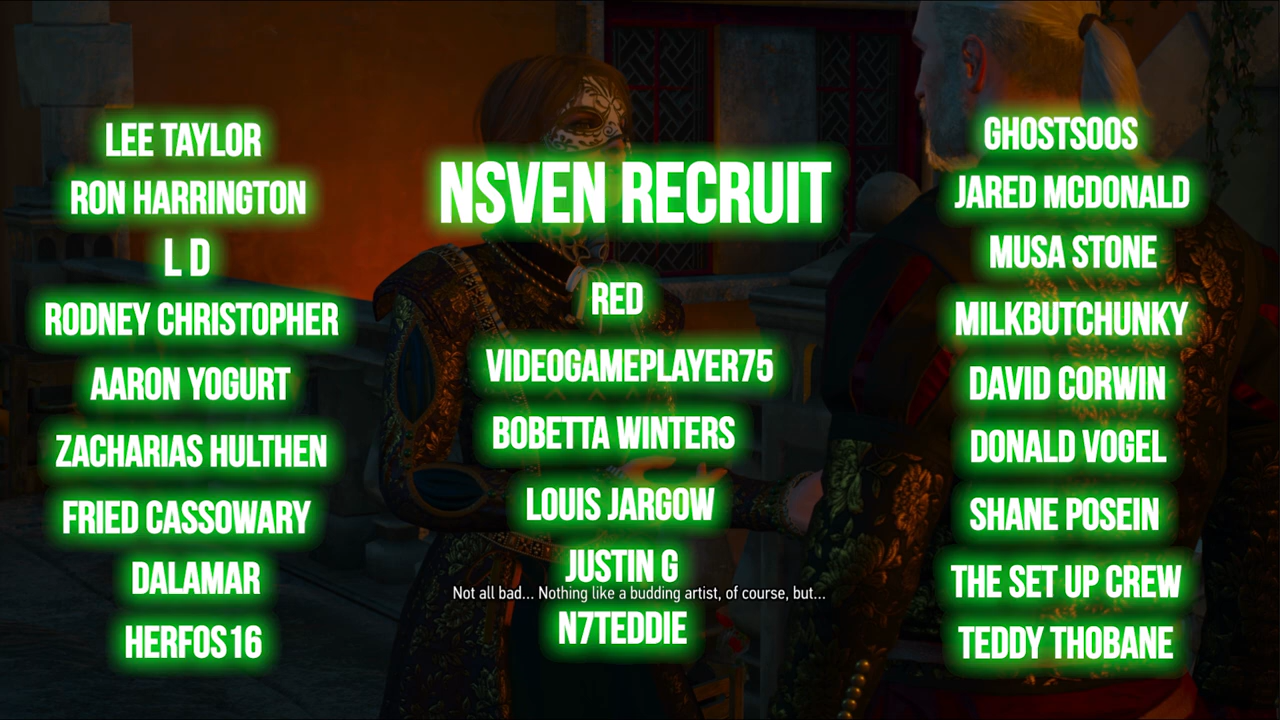 LEE TAYLOR
RON HARRINGTON
L D
RODNEY CHRISTOPHER
AARON YOGURT
ZACHARIAS HULTHEN
FRIED CASSOWARY
DALAMAR
HERFOS16
NSVEN RECRUIT
RED
VIDEOGAMEPLAYER75
BOBETTA WINTERS
LOUIS JARGOW
JUSTIN G
Not all bad... Nothing like a budding artist, of course, but...
N7TEDDIE
GHOSTSOOS
JARED MCDONALD
MUSA STONE
MILKBUTCHUNKY
DAVID CORWIN
DONALD VOGEL
SHANE POSEIN
THE SET UP CREW
TEDDY THOBANE